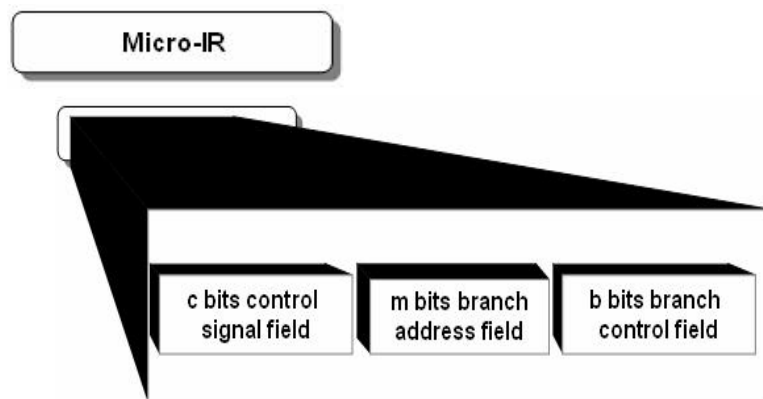 Micro-IR
c bits control
signal field
m bits branch
address field
b bits branch
control field